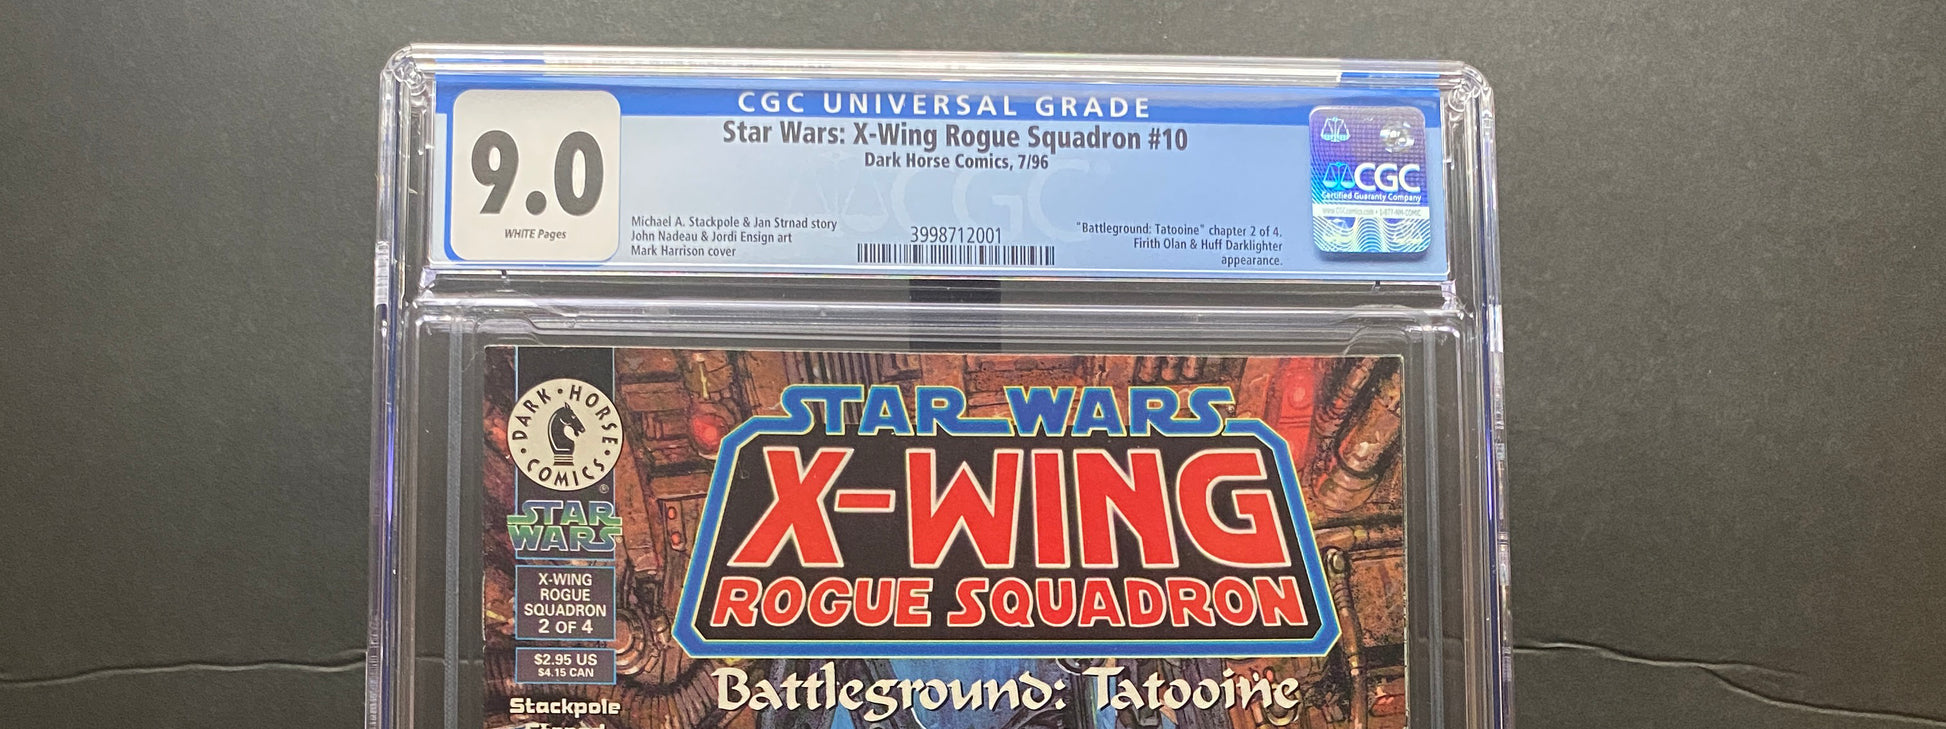 CGC UNIVERSAL GRADE
9.0
WHITE Pages
Star Wars: X-Wing Rogue Squadron #10
Dark Horse Comics, 7/96
Michael A. Stackpole & Jan Strnad story
John Nadeau & Jordi Ensign art
Mark Harrison cover
3998712001
"Battleground: Tatooine" chapter 2 of 4.
Firith Olan & Huff Darklighter
appearance.
CGC
Certified Guaranty Company
DARK HORSE
COMICS
STAR
WARS
X-WING
ROGUE
SQUADRON
2 OF 4
$2.95 US
$4.15 CAN
Stackpole
STAR WARS
X-WING
ROGUE SQUADRON
Battleground: Tatooine